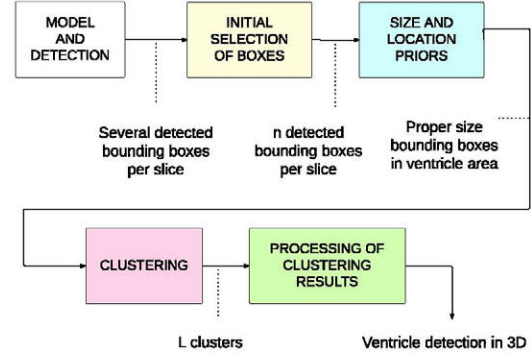 MODEL
AND
DETECTION
INITIAL
SELECTION
OF BOXES
SIZE AND
LOCATION
PRIORS
Several detected
bounding boxes
per slice
n detected
bounding boxes
per slice
Proper size
bounding boxes
in ventricle area
CLUSTERING
PROCESSING OF
CLUSTERING
RESULTS
L clusters
Ventricle detection in 3D